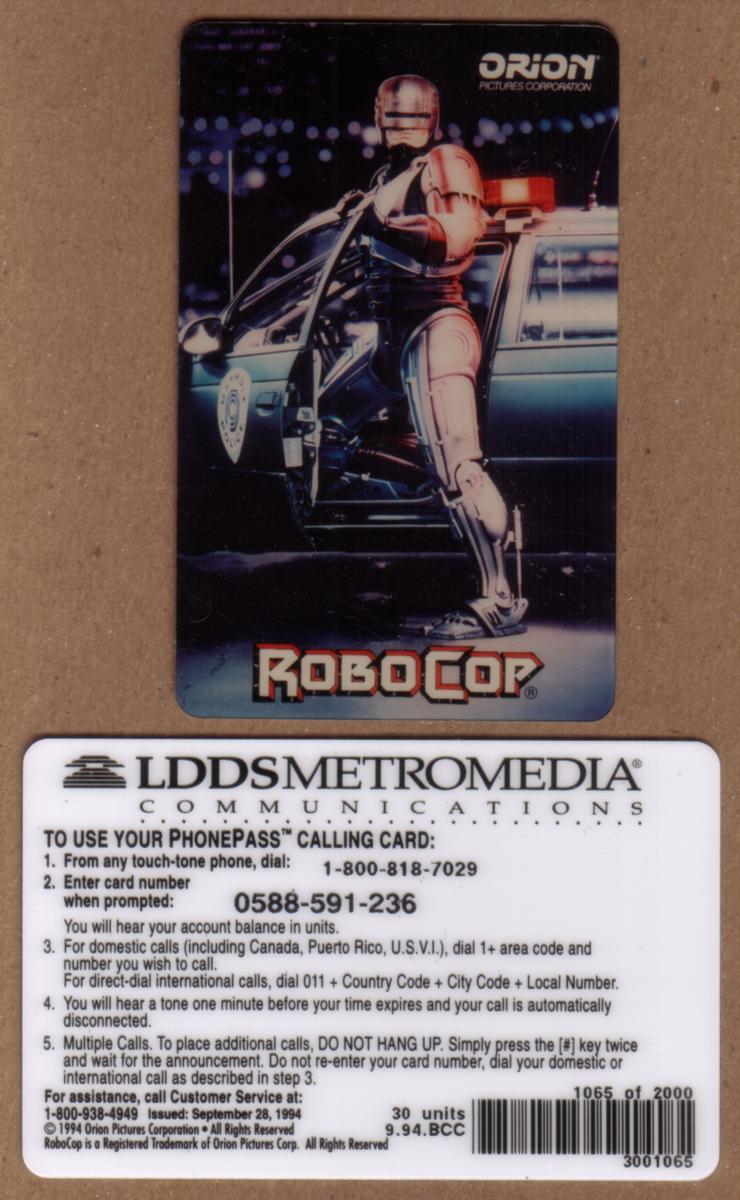 ORION®
PICTURES CORPORATION
ROBOCOP®
LDDSMETROMEDIA®
COMMUNICATIONS
TO USE YOUR PHONEPASS™ CALLING CARD:
1. From any touch-tone phone, dial: 1-800-818-7029
2. Enter card number
when prompted: 0588-591-236
You will hear your account balance in units.
3. For domestic calls (including Canada, Puerto Rico, U.S.V.I.), dial 1+ area code and
number you wish to call.
For direct-dial international calls, dial 011 + Country Code + City Code + Local Number.
4. You will hear a tone one minute before your time expires and your call is automatically
disconnected.
5. Multiple Calls. To place additional calls, DO NOT HANG UP. Simply press the [#] key twice
and wait for the announcement. Do not re-enter your card number, dial your domestic or
international call as described in step 3.
For assistance, call Customer Service at:
1-800-938-4949 Issued: September 28, 1994
© 1994 Orion Pictures Corporation • All Rights Reserved
RoboCop is a Registered Trademark of Orion Pictures Corp. All Rights Reserved
30 units
9.94.BCC
1065 of 2000
3001065